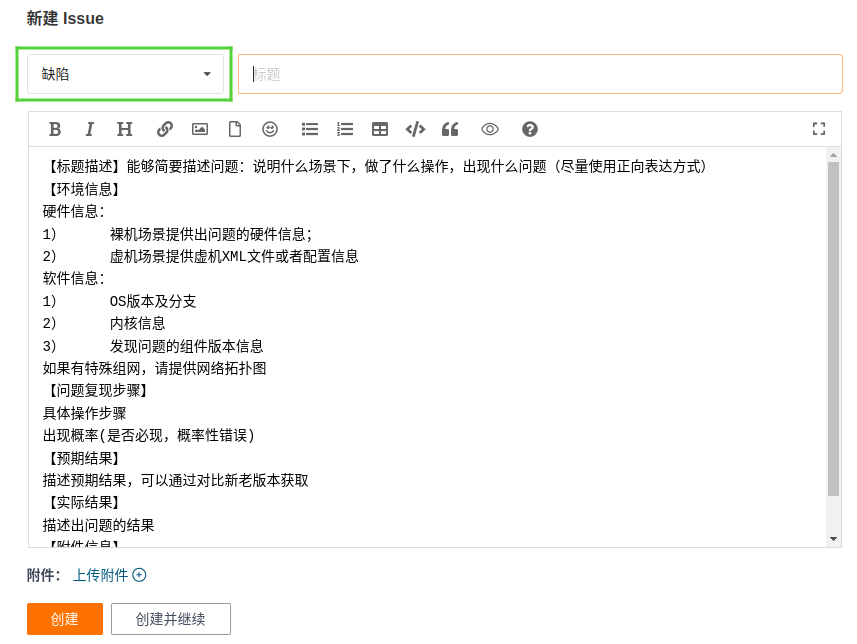 新建 Issue
缺陷
标题
【标题描述】能够简要描述问题: 说明什么场景下，做了什么操作，出现什么问题（尽量使用正向表达方式）
【环境信息】
硬件信息:
1） 裸机场景提供出问题的硬件信息；
2） 虚机场景提供虚机XML文件或者配置信息
软件信息:
1） OS版本及分支
2） 内核信息
3） 发现问题的组件版本信息
如果有特殊组网，请提供网络拓扑图
【问题复现步骤】
具体操作步骤
出现概率(是否必现，概率性错误)
【预期结果】
描述预期结果，可以通过对比新老版本获取
【实际结果】
描述出问题的结果
【附件信息】
附件: 上传附件
创建 创建并继续